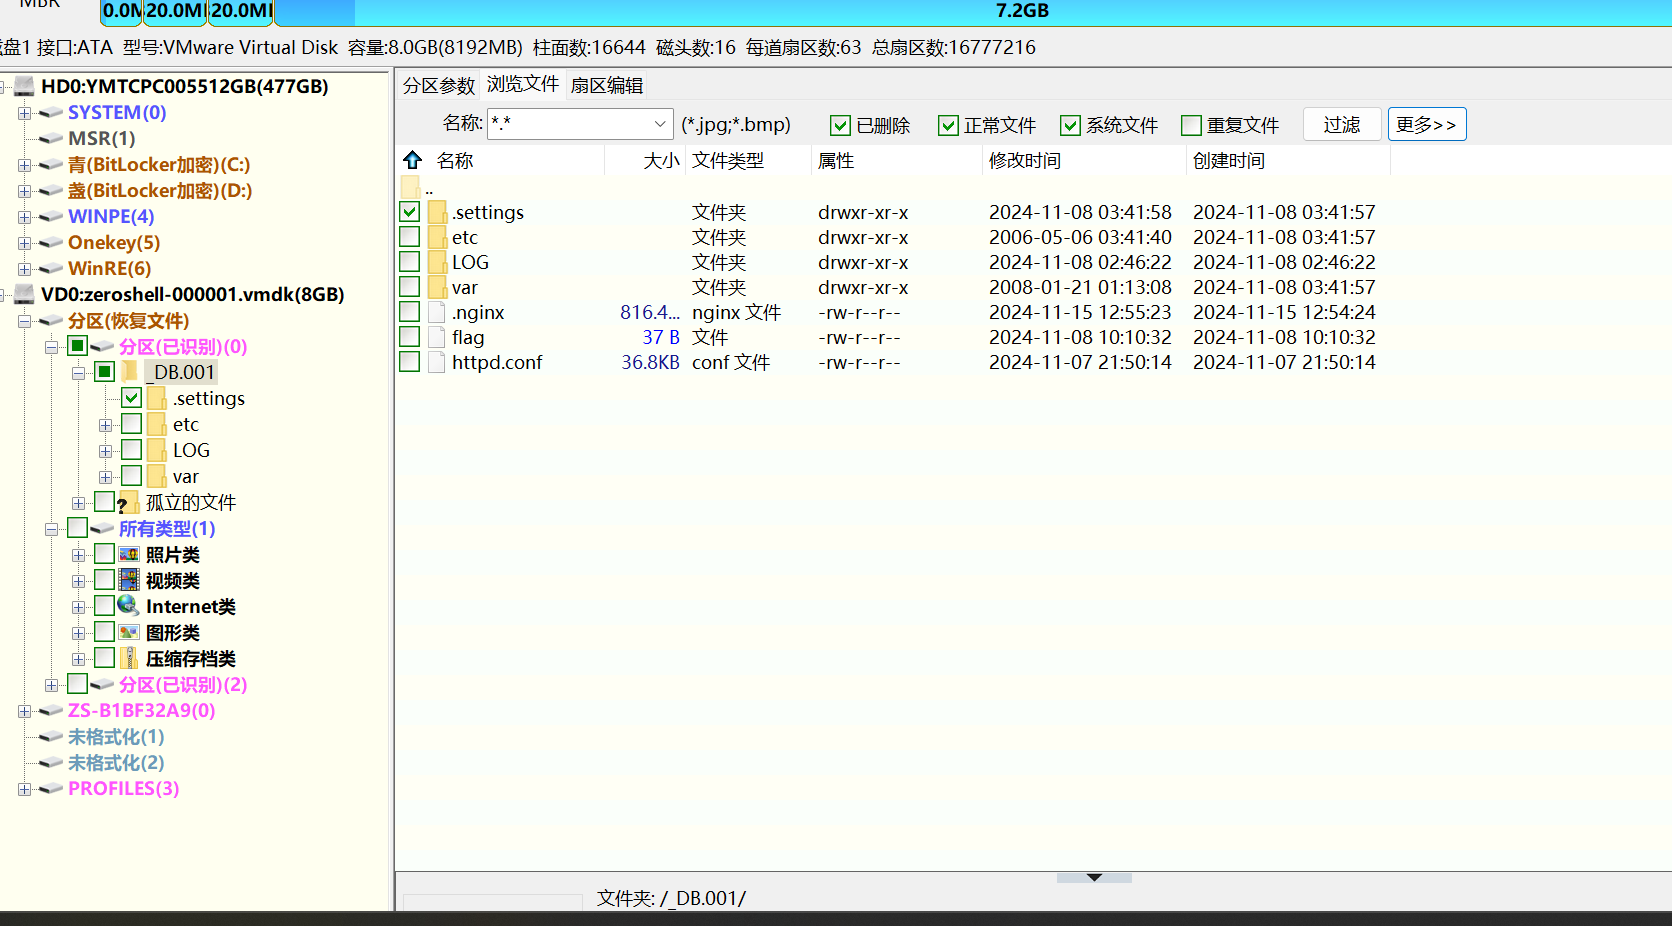 MBR
0.0M
20.0MI
20.0MI
7.2GB
盘1 接口:ATA 型号:VMware Virtual Disk 容量:8.0GB(8192MB) 柱面数:16644 磁头数:16 每道扇区数:63 总扇区数:16777216
HD0:YMTCPC005512GB(477GB)
SYSTEM(0)
MSR(1)
青(BitLocker加密)(C:)
盏(BitLocker加密)(D:)
WINPE(4)
Onekey(5)
WinRE(6)
VD0:zeroshell-000001.vmdk(8GB)
分区(恢复文件)
分区(已识别)(0)
_DB.001
.settings
etc
LOG
var
孤立的文件
所有类型(1)
照片类
视频类
Internet类
图形类
压缩存档类
分区(已识别)(2)
ZS-B1BF32A9(0)
未格式化(1)
未格式化(2)
PROFILES(3)
分区参数 浏览文件 扇区编辑
名称: *.* (*.jpg;*.bmp) 已删除 正常文件 系统文件 重复文件 过滤 更多>>
名称 大小 文件类型 属性 修改时间 创建时间
..
.settings 文件夹 drwxr-xr-x 2024-11-08 03:41:58 2024-11-08 03:41:57
etc 文件夹 drwxr-xr-x 2006-05-06 03:41:40 2024-11-08 03:41:57
LOG 文件夹 drwxr-xr-x 2024-11-08 02:46:22 2024-11-08 02:46:22
var 文件夹 drwxr-xr-x 2008-01-21 01:13:08 2024-11-08 03:41:57
.nginx 816.4... nginx 文件 -rw-r--r-- 2024-11-15 12:55:23 2024-11-15 12:54:24
flag 37 B 文件 -rw-r--r-- 2024-11-08 10:10:32 2024-11-08 10:10:32
httpd.conf 36.8KB conf 文件 -rw-r--r-- 2024-11-07 21:50:14 2024-11-07 21:50:14
文件夹: /_DB.001/